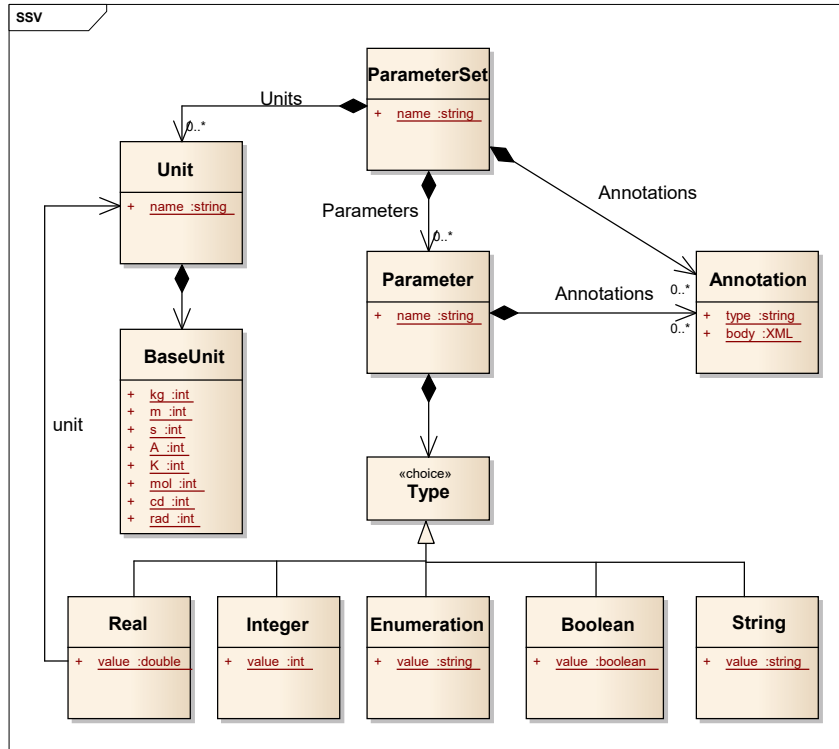 SSV
ParameterSet
+ name :string
Units
0..*
Unit
+ name :string
Parameters
0..*
Annotations
0..*
Parameter
+ name :string
Annotations
0..*
Annotation
+ type :string
+ body :XML
BaseUnit
+ kg :int
+ m :int
+ s :int
+ A :int
+ K :int
+ mol :int
+ cd :int
+ rad :int
unit
«choice»
Type
Real
+ value :double
Integer
+ value :int
Enumeration
+ value :string
Boolean
+ value :boolean
String
+ value :string